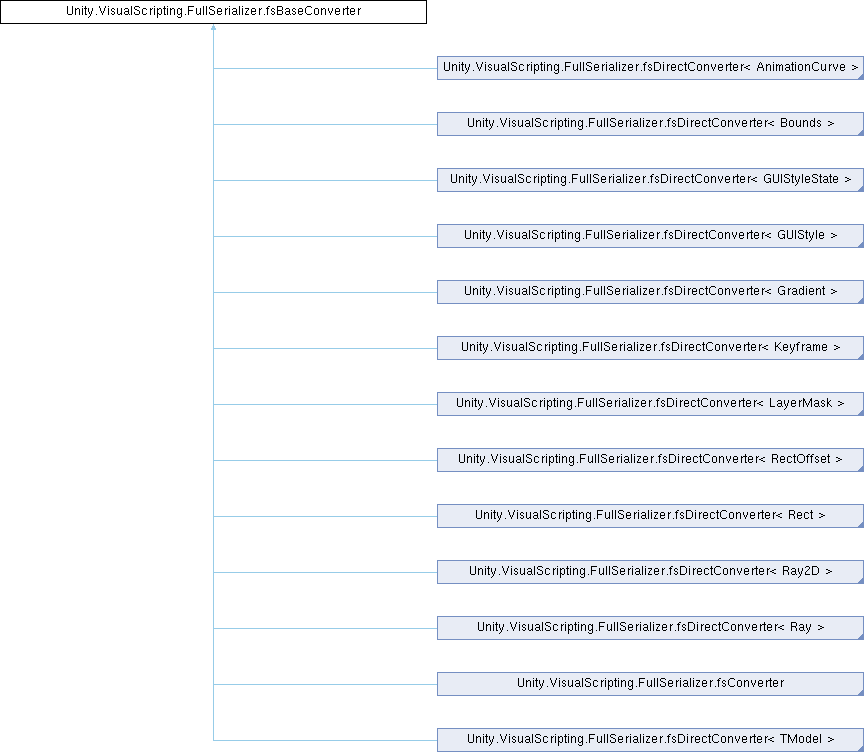 Unity.VisualScripting.FullSerializer.fsBaseConverter
Unity.VisualScripting.FullSerializer.fsDirectConverter< AnimationCurve >
Unity.VisualScripting.FullSerializer.fsDirectConverter< Bounds >
Unity.VisualScripting.FullSerializer.fsDirectConverter< GUIStyleState >
Unity.VisualScripting.FullSerializer.fsDirectConverter< GUIStyle >
Unity.VisualScripting.FullSerializer.fsDirectConverter< Gradient >
Unity.VisualScripting.FullSerializer.fsDirectConverter< Keyframe >
Unity.VisualScripting.FullSerializer.fsDirectConverter< LayerMask >
Unity.VisualScripting.FullSerializer.fsDirectConverter< RectOffset >
Unity.VisualScripting.FullSerializer.fsDirectConverter< Rect >
Unity.VisualScripting.FullSerializer.fsDirectConverter< Ray2D >
Unity.VisualScripting.FullSerializer.fsDirectConverter< Ray >
Unity.VisualScripting.FullSerializer.fsConverter
Unity.VisualScripting.FullSerializer.fsDirectConverter< TModel >